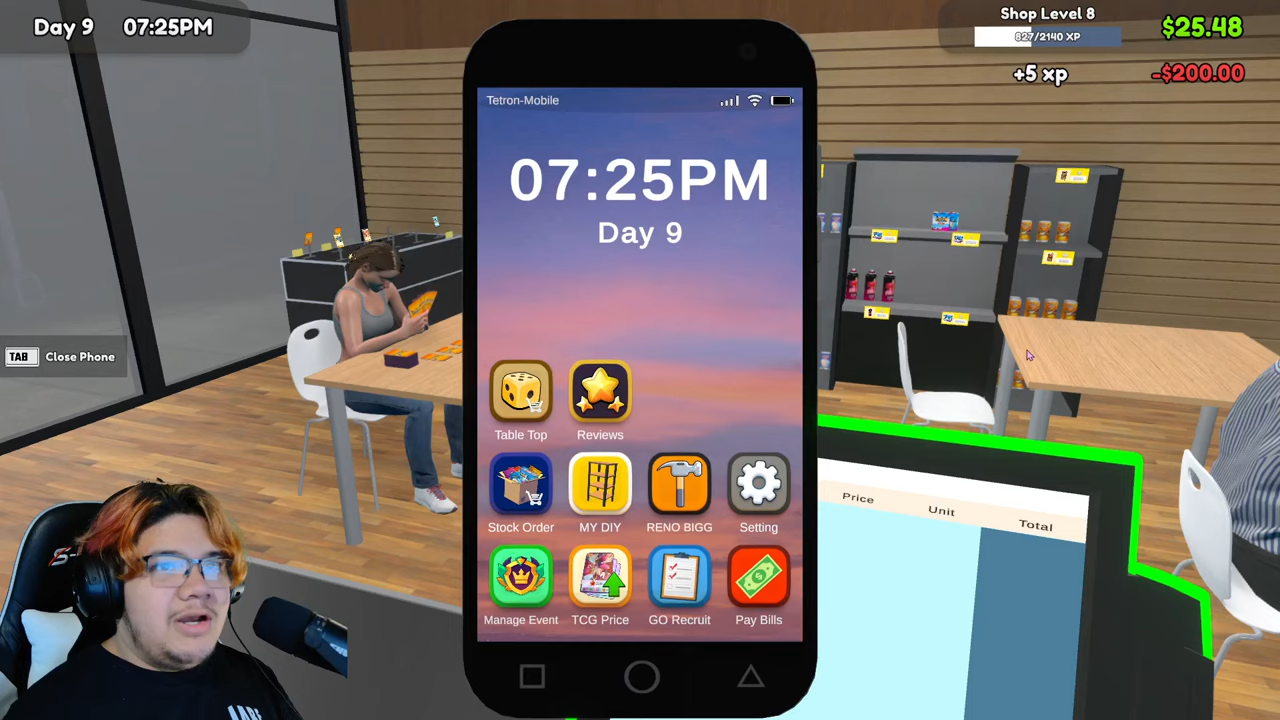 Day 9 07:25PM
Shop Level 8
827/2140 XP
$25.48
+5 xp
-$200.00
Tetron-Mobile
07:25PM
Day 9
TAB Close Phone
Table Top
Reviews
Stock Order
MY DIY
RENO BIGG
Setting
Manage Event
TCG Price
GO Recruit
Pay Bills
Price
Unit
Total